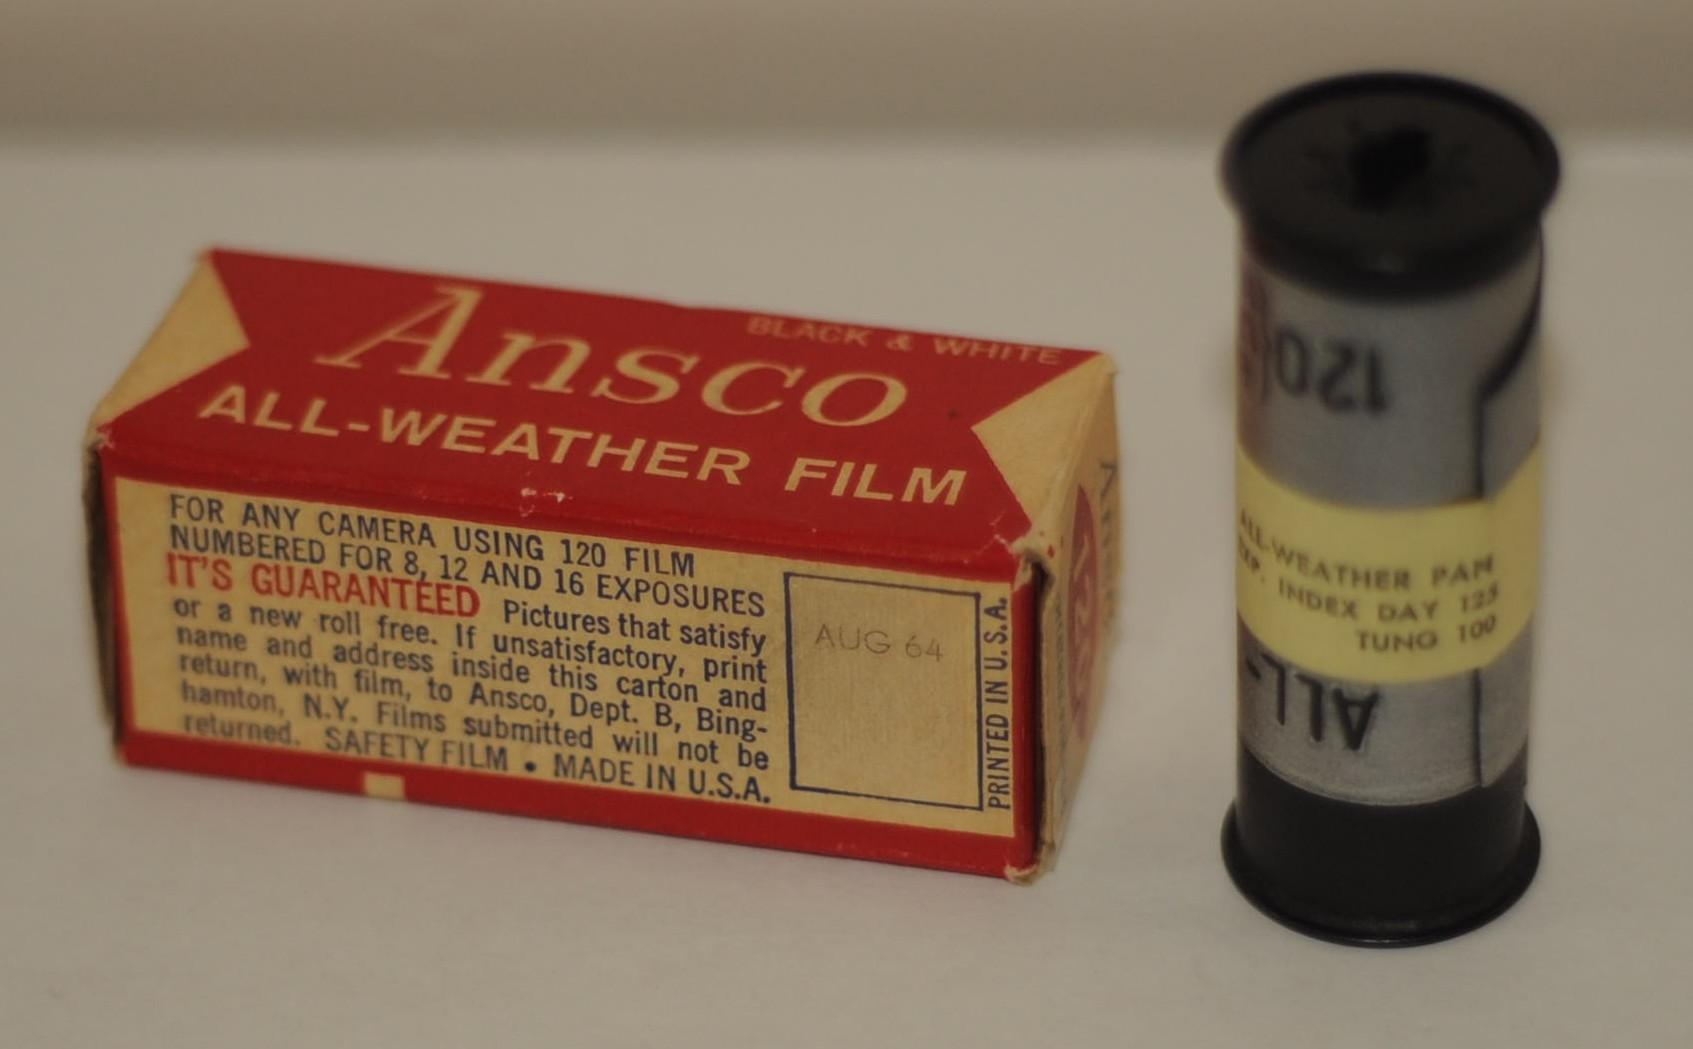 BLACK & WHITE
Ansco
ALL-WEATHER FILM
FOR ANY CAMERA USING 120 FILM
NUMBERED FOR 8, 12 AND 16 EXPOSURES
IT'S GUARANTEED Pictures that satisfy
or a new roll free. If unsatisfactory, print
name and address inside this carton and
return, with film, to Ansco, Dept. B, Bing-
hamton, N.Y. Films submitted will not be
returned. SAFETY FILM • MADE IN U.S.A.
AUG 64
PRINTED IN U.S.A.
Ansco
120
120
ALL-WEATHER PAN
EXP. INDEX DAY 125
TUNG 100
ALL-